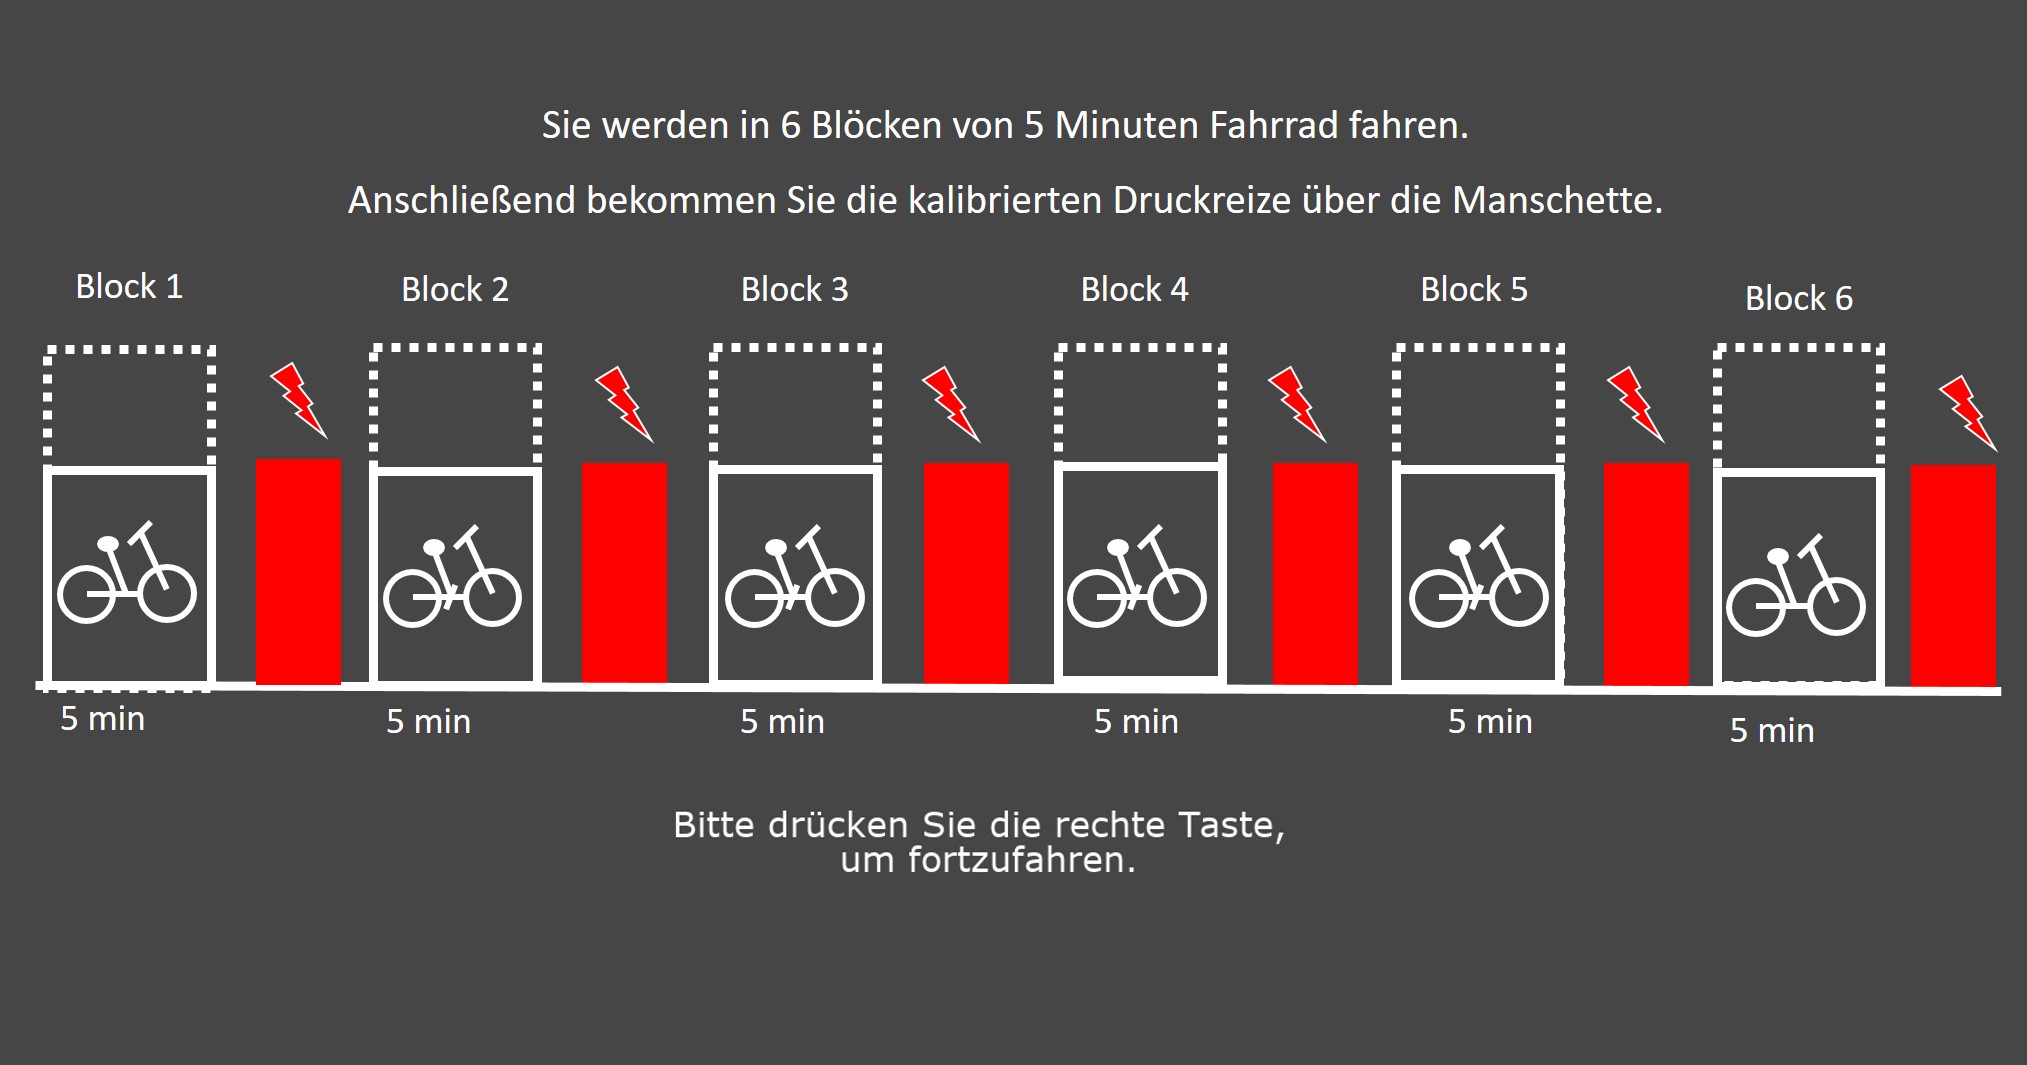 Sie werden in 6 Blöcken von 5 Minuten Fahrrad fahren.
Anschließend bekommen Sie die kalibrierten Druckreize über die Manschette.
Block 1
Block 2
Block 3
Block 4
Block 5
Block 6
5 min
5 min
5 min
5 min
5 min
5 min
Bitte drücken Sie die rechte Taste,
um fortzufahren.